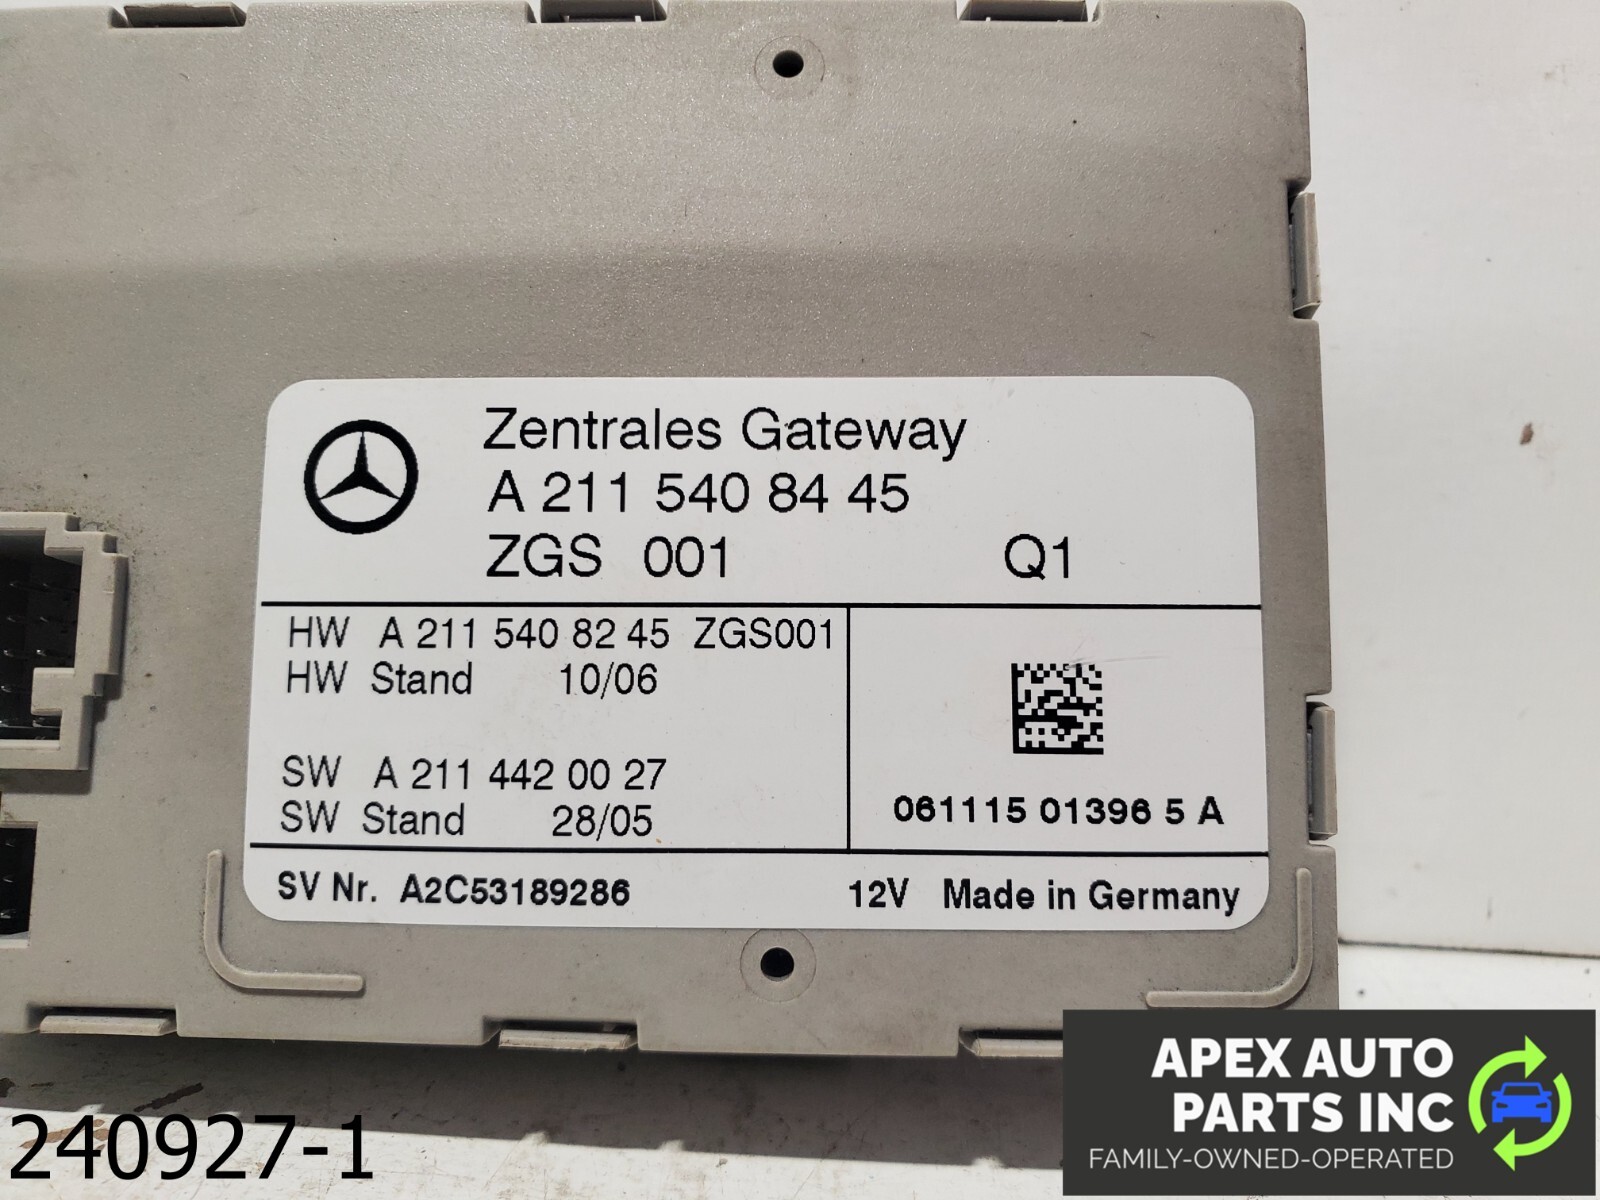 Zentrales Gateway
A 211 540 84 45
ZGS 001 Q1
HW A 211 540 82 45 ZGS001
HW Stand 10/06
SW A 211 442 00 27
SW Stand 28/05
061115 01396 5 A
SV Nr. A2C53189286 12V Made in Germany
240927-1
APEX AUTO
PARTS INC
FAMILY-OWNED-OPERATED